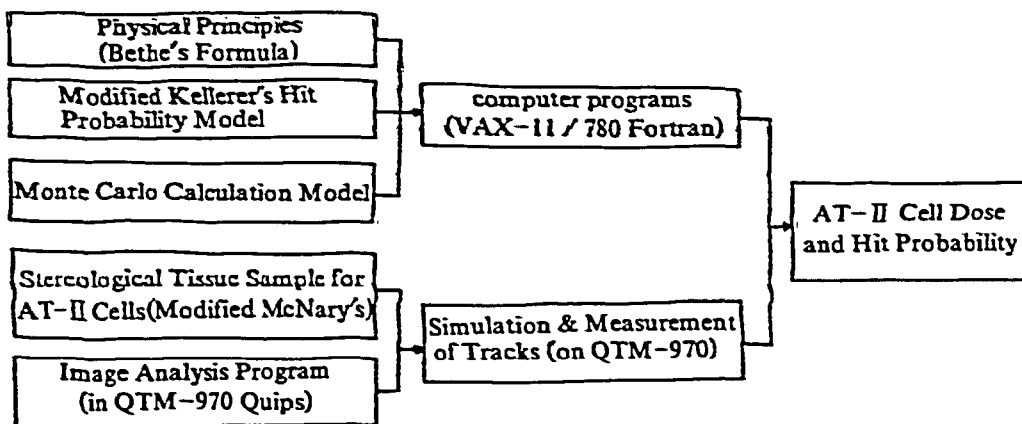 Physical Principies
(Bethe's Formula)
Modified Kellerer's Hit
Probability Model
Monte Carlo Calculation Model
Stereological Tissue Sample for
AT-II Cells(Modified McNary's)
Image Analysis Program
(in QTM-970 Quips)
computer programs
(VAX-11/780 Fortran)
Simulation & Measurement
of Tracks (on QTM-970)
AT-II Cell Dose
and Hit Probability